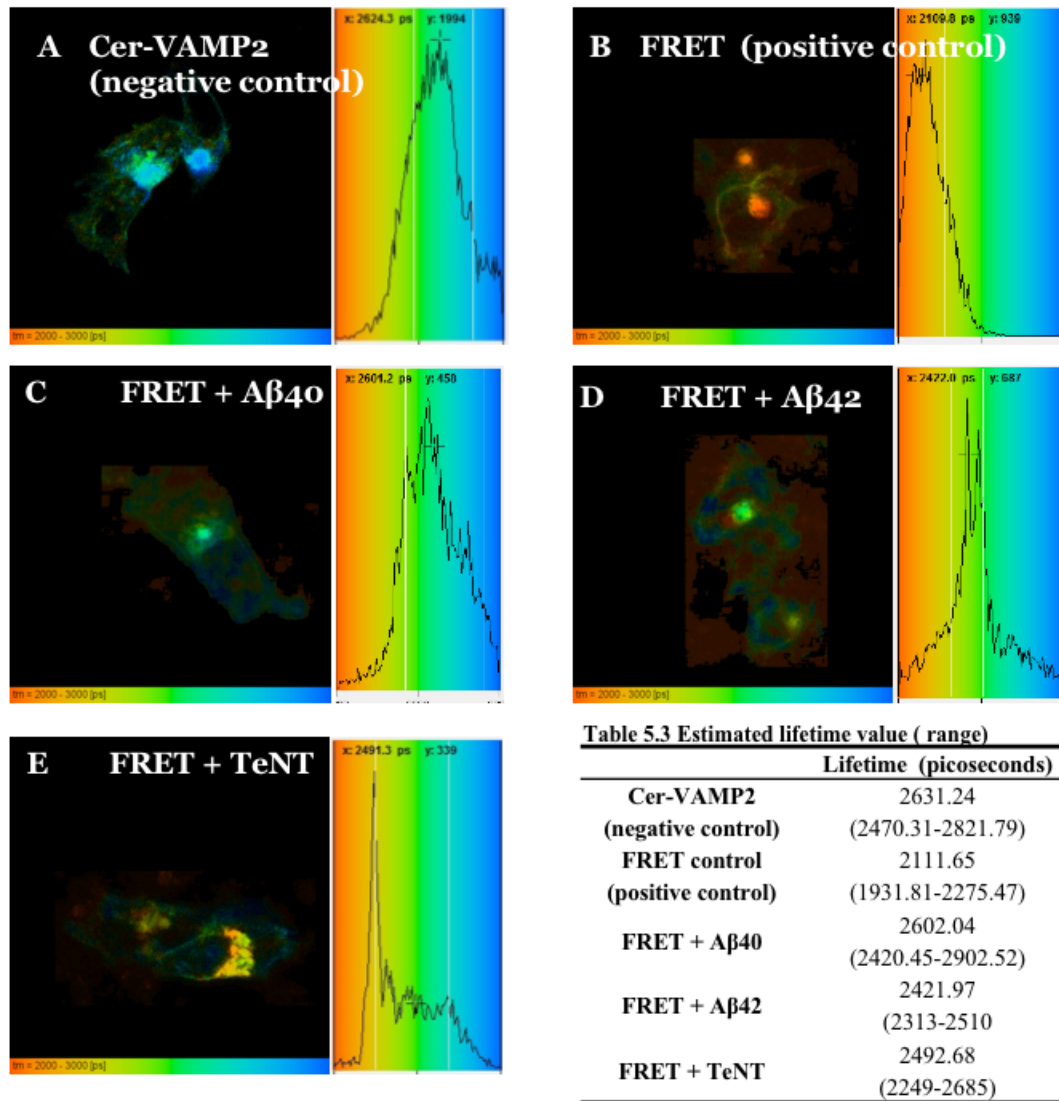 A Cer-VAMP2
(negative control)
x: 2624.3 ps y: 1994
tm = 2000 - 3000 [ps]
B FRET (positive control)
x: 2109.8 ps y: 939
tm = 2000 - 3000 [ps]
C FRET + Aβ40
x: 2601.2 ps y: 450
tm = 2000 - 3000 [ps]
D FRET + Aβ42
x: 2422.0 ps y: 687
tm = 2000 - 3000 [ps]
E FRET + TeNT
x: 2491.3 ps y: 339
tm = 2000 - 3000 [ps]
Table 5.3 Estimated lifetime value ( range)
Lifetime (picoseconds)
Cer-VAMP2 2631.24
(negative control) (2470.31-2821.79)
FRET control 2111.65
(positive control) (1931.81-2275.47)
FRET + Aβ40 2602.04
(2420.45-2902.52)
FRET + Aβ42 2421.97
(2313-2510
FRET + TeNT 2492.68
(2249-2685)